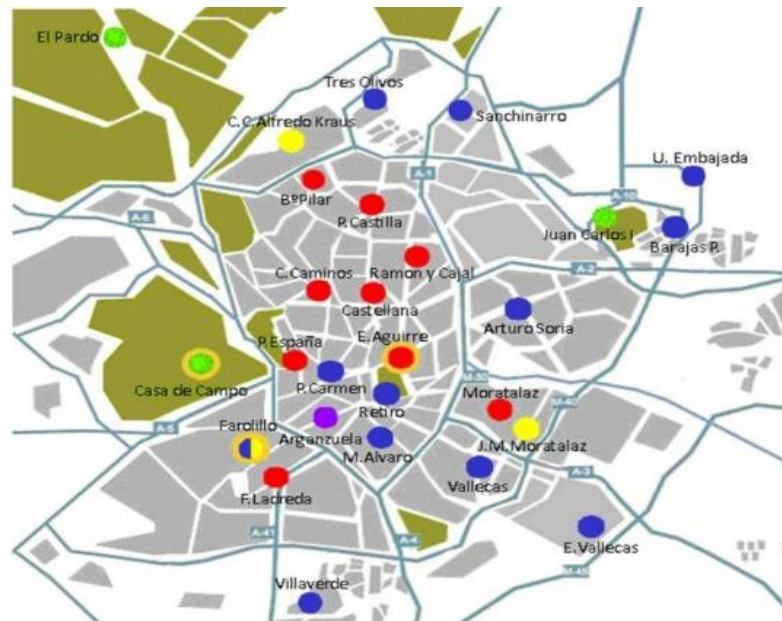 El Pardo
Tres Olivos
C.C.Alfredo Kraus
Sanchinarro
U. Embajada
A-1
BºPilar
A-10
P.Castilla
A-6
Juan Carlos I
Barajas P.
C.Caminos
Ramon y Cajal
A-2
Castellana
Arturo Soria
P.España
E.Aguirre
M-30
Casa de Campo
P.Carmen
Retiro
Moratalaz
M-40
A-5
Farolillo
Arganzuela
J.M.Moratalaz
M.Alvaro
Vallecas
A-3
F.Ladreda
A-41
A-4
E.Vallecas
M-45
Villaverde